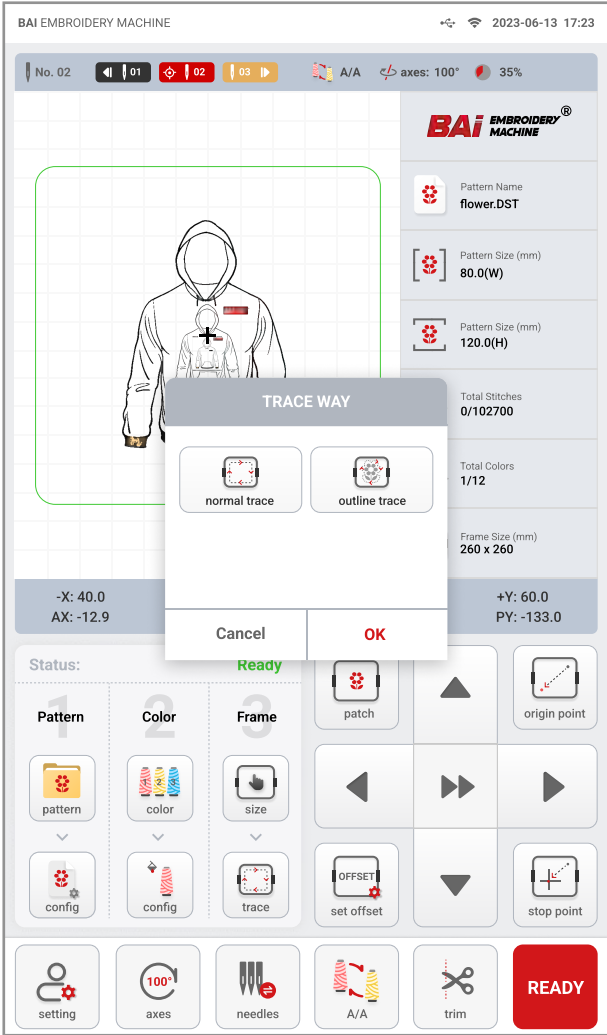 BAI EMBROIDERY MACHINE
2023-06-13 17:23
No. 02
01
02
03
A/A
axes: 100°
35%
BAi EMBROIDERY
MACHINE ®
Pattern Name
flower.DST
Pattern Size (mm)
80.0(W)
Pattern Size (mm)
120.0(H)
Total Stitches
0/102700
Total Colors
1/12
Frame Size (mm)
260 x 260
TRACE WAY
normal trace
outline trace
Cancel
OK
-X: 40.0
AX: -12.9
+Y: 60.0
PY: -133.0
Status:
Ready
1
Pattern
2
Color
3
Frame
pattern
1 2 3
color
size
config
config
trace
patch
origin point
OFFSET
set offset
stop point
setting
100°
axes
needles
A/A
trim
READY